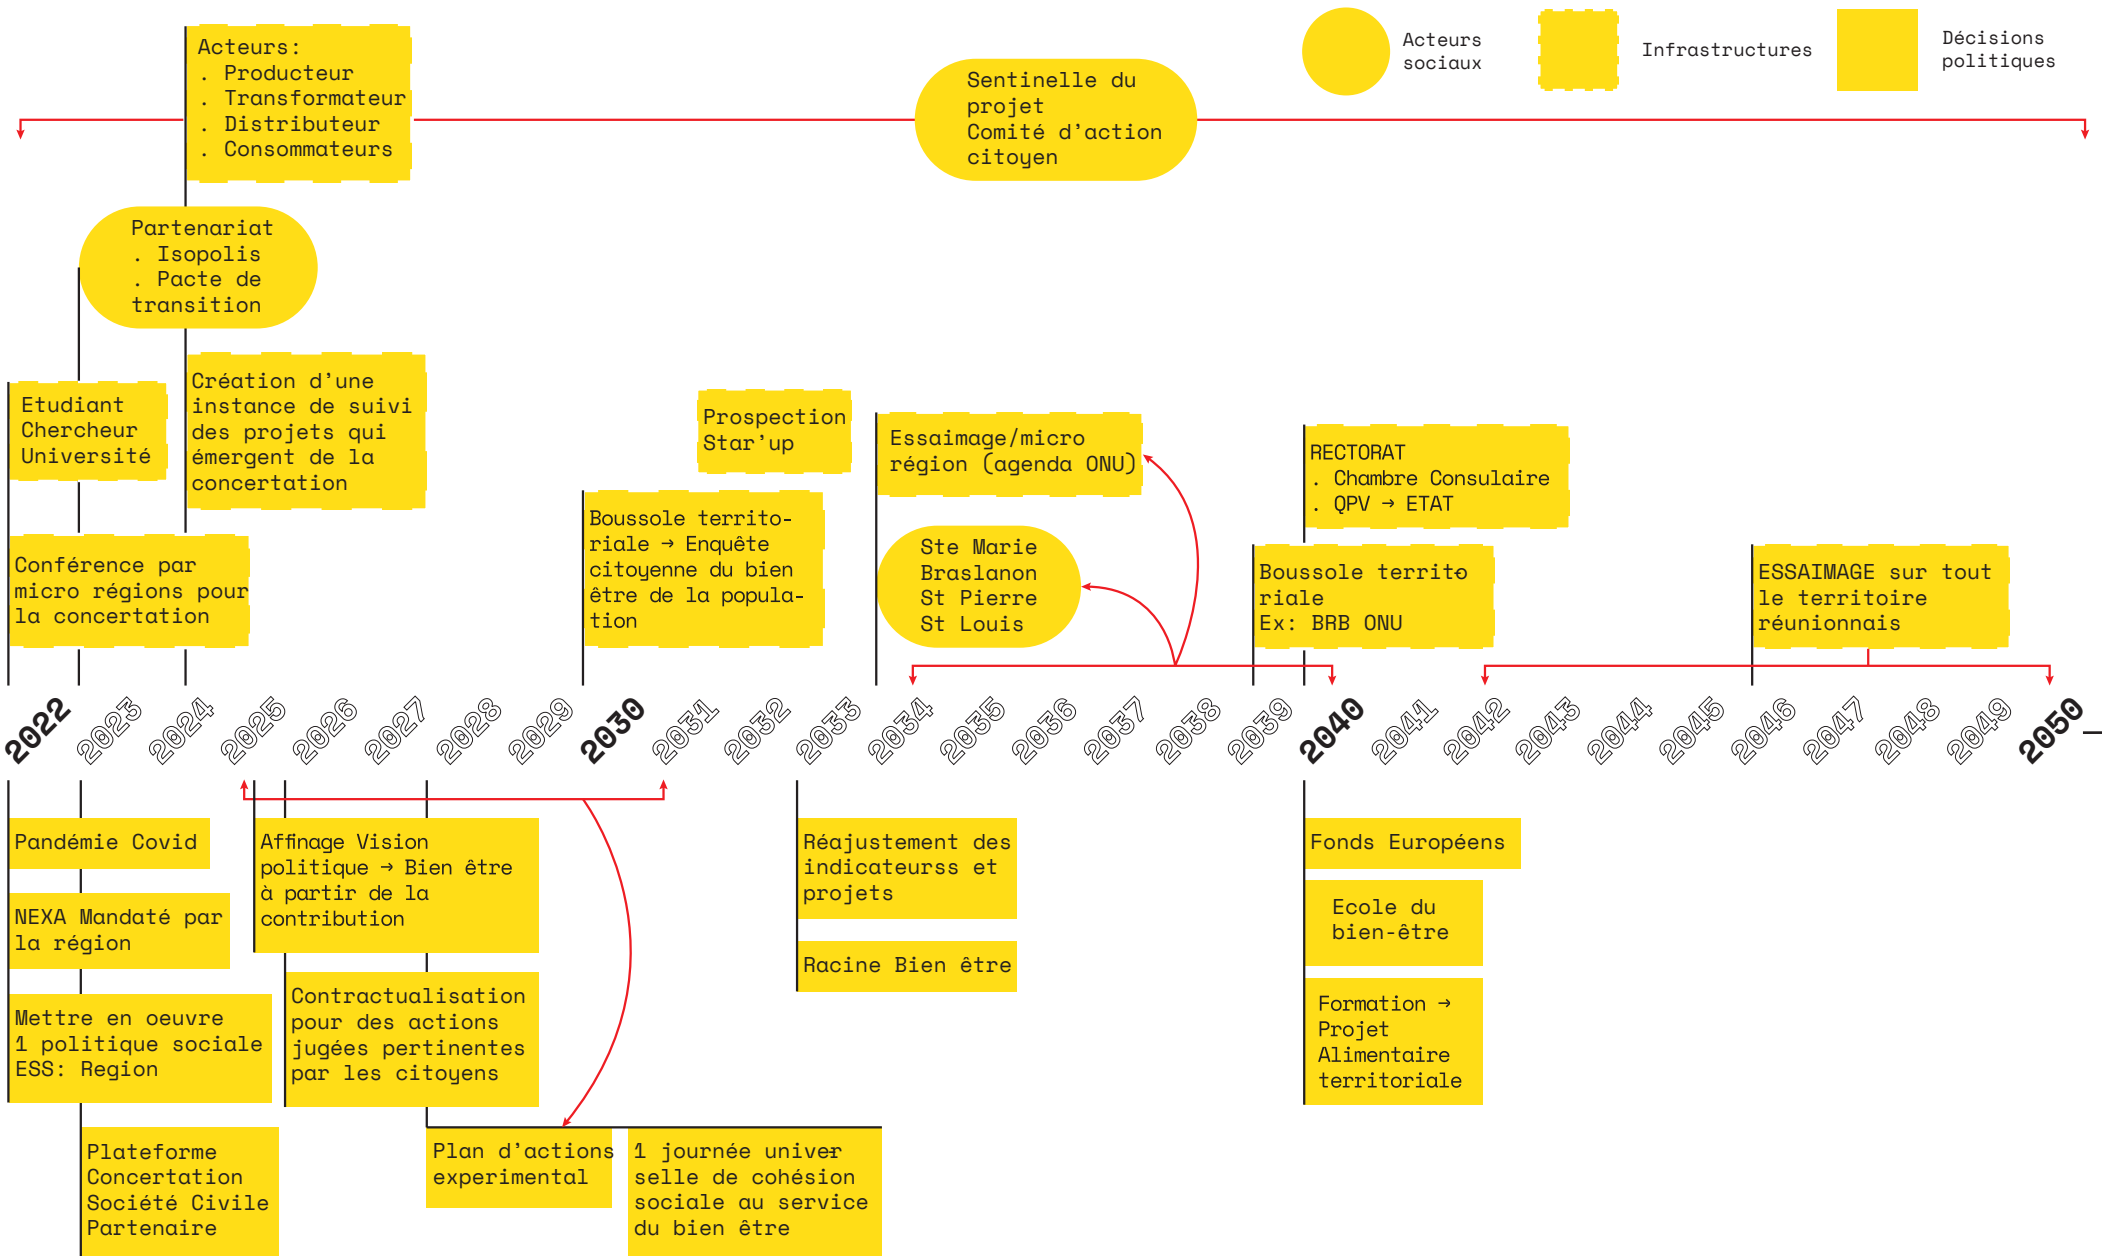 Acteurs:
. Producteur
. Transformateur
. Distributeur
. Consommateurs
Sentinelle du
projet
Comité d’action
citoyen
Acteurs
sociaux
Infrastructures
Décisions
politiques
Partenariat
. Isopolis
. Pacte de
transition
Etudiant
Chercheur
Université
Création d’une
instance de suivi
des projets qui
émergent de la
concertation
Conférence par
micro régions pour
la concertation
Prospection
Star’up
Boussole territo-
riale → Enquête
citoyenne du bien
être de la popula-
tion
Essaimage/micro
région (agenda ONU)
Ste Marie
Braslanon
St Pierre
St Louis
RECTORAT
. Chambre Consulaire
. QPV → ETAT
Boussole territo-
riale
Ex: BRB ONU
ESSAIMAGE sur tout
le territoire
réunionnais
2022
2023
2024
2025
2026
2027
2028
2029
2030
2031
2032
2033
2034
2035
2036
2037
2038
2039
2040
2041
2042
2043
2044
2045
2046
2047
2048
2049
2050
Pandémie Covid
NEXA Mandaté par
la région
Mettre en oeuvre
1 politique sociale
ESS: Region
Plateforme
Concertation
Société Civile
Partenaire
Affinage Vision
politique → Bien être
à partir de la
contribution
Contractualisation
pour des actions
jugées pertinentes
par les citoyens
Plan d’actions
experimental
1 journée univer-
selle de cohésion
sociale au service
du bien être
Réajustement des
indicateurss et
projets
Racine Bien être
Fonds Européens
Ecole du
bien-être
Formation →
Projet
Alimentaire
territoriale